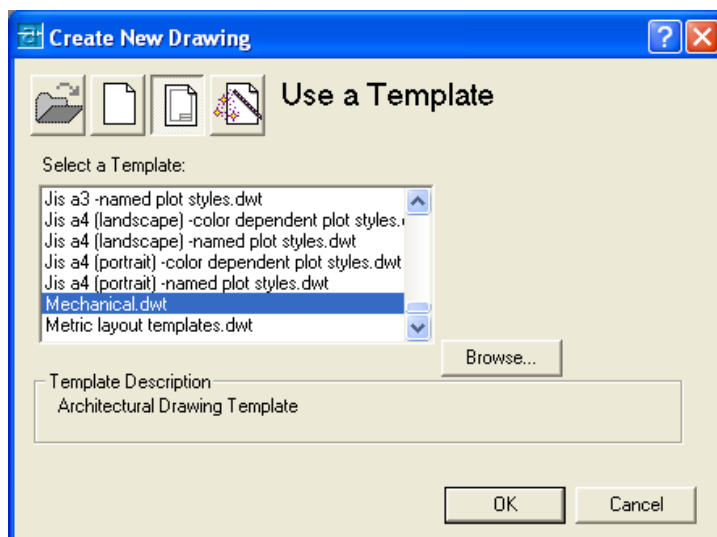 Create New Drawing
Use a Template
Select a Template:
Jis a3 -named plot styles.dwt
Jis a4 (landscape) -color dependent plot styles.
Jis a4 (landscape) -named plot styles.dwt
Jis a4 (portrait) -color dependent plot styles.dwt
Jis a4 (portrait) -named plot styles.dwt
Mechanical.dwt
Metric layout templates.dwt
Browse...
Template Description
Architectural Drawing Template
OK
Cancel